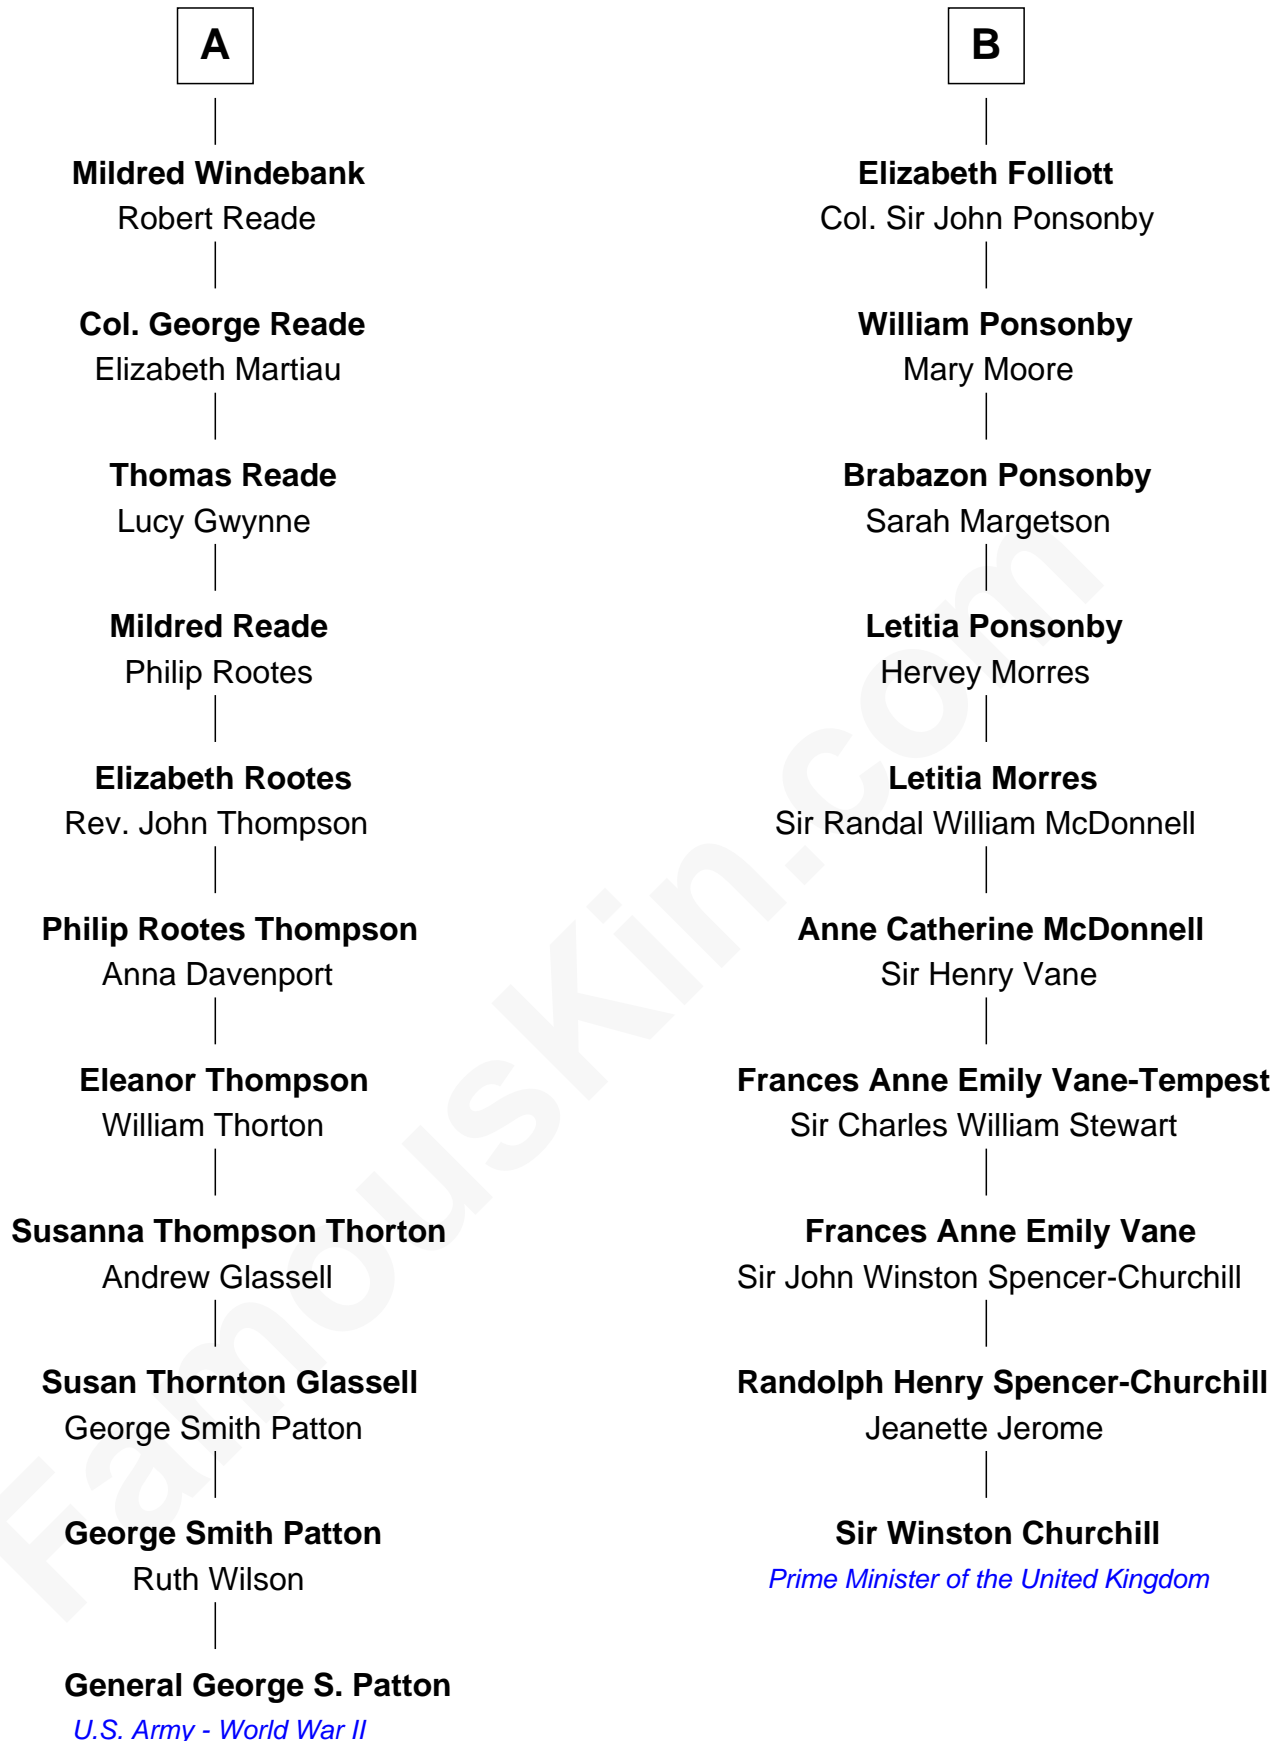 A
Mildred Windebank
Robert Reade
Col. George Reade
Elizabeth Martiau
Thomas Reade
Lucy Gwynne
Mildred Reade
Philip Rootes
Elizabeth Rootes
Rev. John Thompson
Philip Rootes Thompson
Anna Davenport
Eleanor Thompson
William Thorton
Susanna Thompson Thorton
Andrew Glassell
Susan Thornton Glassell
George Smith Patton
George Smith Patton
Ruth Wilson
General George S. Patton
U.S. Army - World War II
B
Elizabeth Folliott
Col. Sir John Ponsonby
William Ponsonby
Mary Moore
Brabazon Ponsonby
Sarah Margetson
Letitia Ponsonby
Hervey Morres
Letitia Morres
Sir Randal William McDonnell
Anne Catherine McDonnell
Sir Henry Vane
Frances Anne Emily Vane-Tempest
Sir Charles William Stewart
Frances Anne Emily Vane
Sir John Winston Spencer-Churchill
Randolph Henry Spencer-Churchill
Jeanette Jerome
Sir Winston Churchill
Prime Minister of the United Kingdom
FamousKin.com